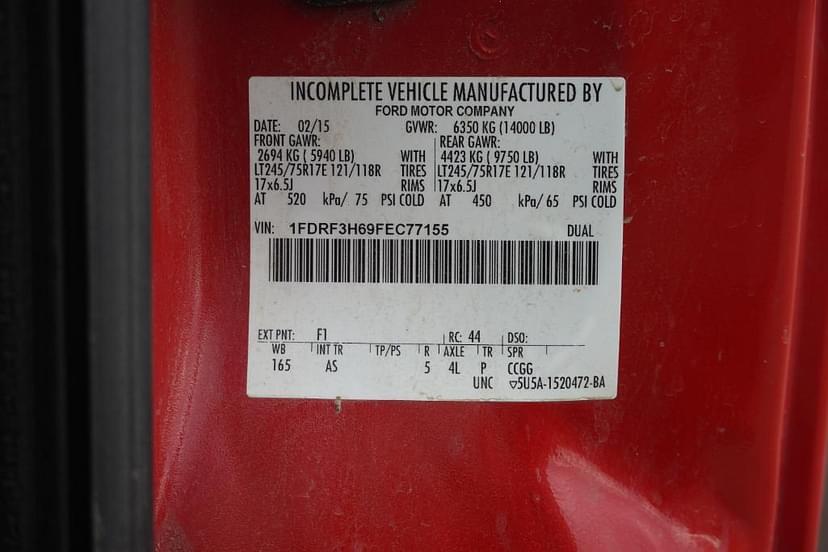 INCOMPLETE VEHICLE MANUFACTURED BY
FORD MOTOR COMPANY
DATE: 02/15 GVWR: 6350 KG (14000 LB)
FRONT GAWR: REAR GAWR:
2694 KG ( 5940 LB) WITH 4423 KG ( 9750 LB) WITH
LT245/75R17E 121/118R TIRES LT245/75R17E 121/118R TIRES
17x6.5J RIMS 17x6.5J RIMS
AT 520 kPa/ 75 PSI COLD AT 450 kPa/ 65 PSI COLD
VIN: 1FDRF3H69FEC77155 DUAL
EXT PNT: F1 RC: 44 DSO:
WB INT TR TP/PS R AXLE TR SPR
165 AS 5 4L P CCGG
UNC ▽5U5A-1520472-BA